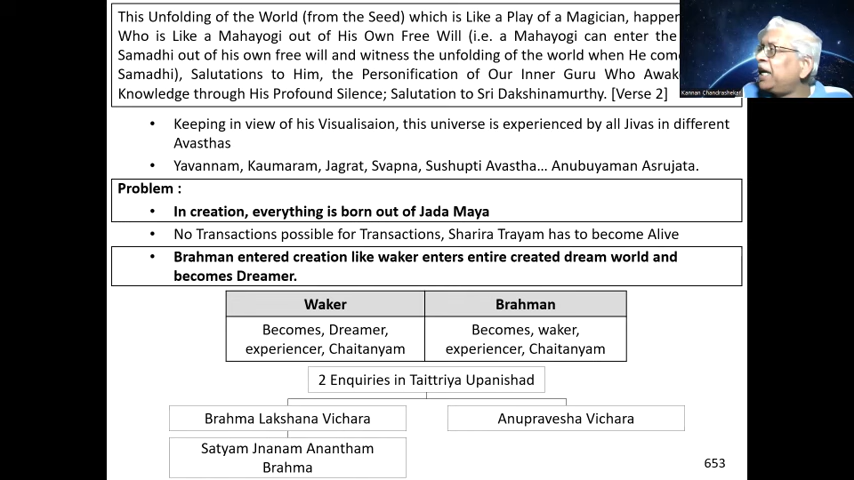 This Unfolding of the World (from the Seed) which is Like a Play of a Magician, happen
Who is Like a Mahayogi out of His Own Free Will (i.e. a Mahayogi can enter the
Samadhi out of his own free will and witness the unfolding of the world when He com
Samadhi), Salutations to Him, the Personification of Our Inner Guru Who Awak
Knowledge through His Profound Silence; Salutation to Sri Dakshinamurthy. [Verse 2]
Kannan Chandrashekar
• Keeping in view of his Visualisaion, this universe is experienced by all Jivas in different
Avasthas
• Yavannam, Kaumaram, Jagrat, Svapna, Sushupti Avastha... Anubuyaman Asrujata.
Problem :
• In creation, everything is born out of Jada Maya
• No Transactions possible for Transactions, Sharira Trayam has to become Alive
• Brahman entered creation like waker enters entire created dream world and
becomes Dreamer.
Waker Brahman
Becomes, Dreamer, Becomes, waker,
experiencer, Chaitanyam experiencer, Chaitanyam
2 Enquiries in Taittriya Upanishad
Brahma Lakshana Vichara Anupravesha Vichara
Satyam Jnanam Anantham
Brahma
653